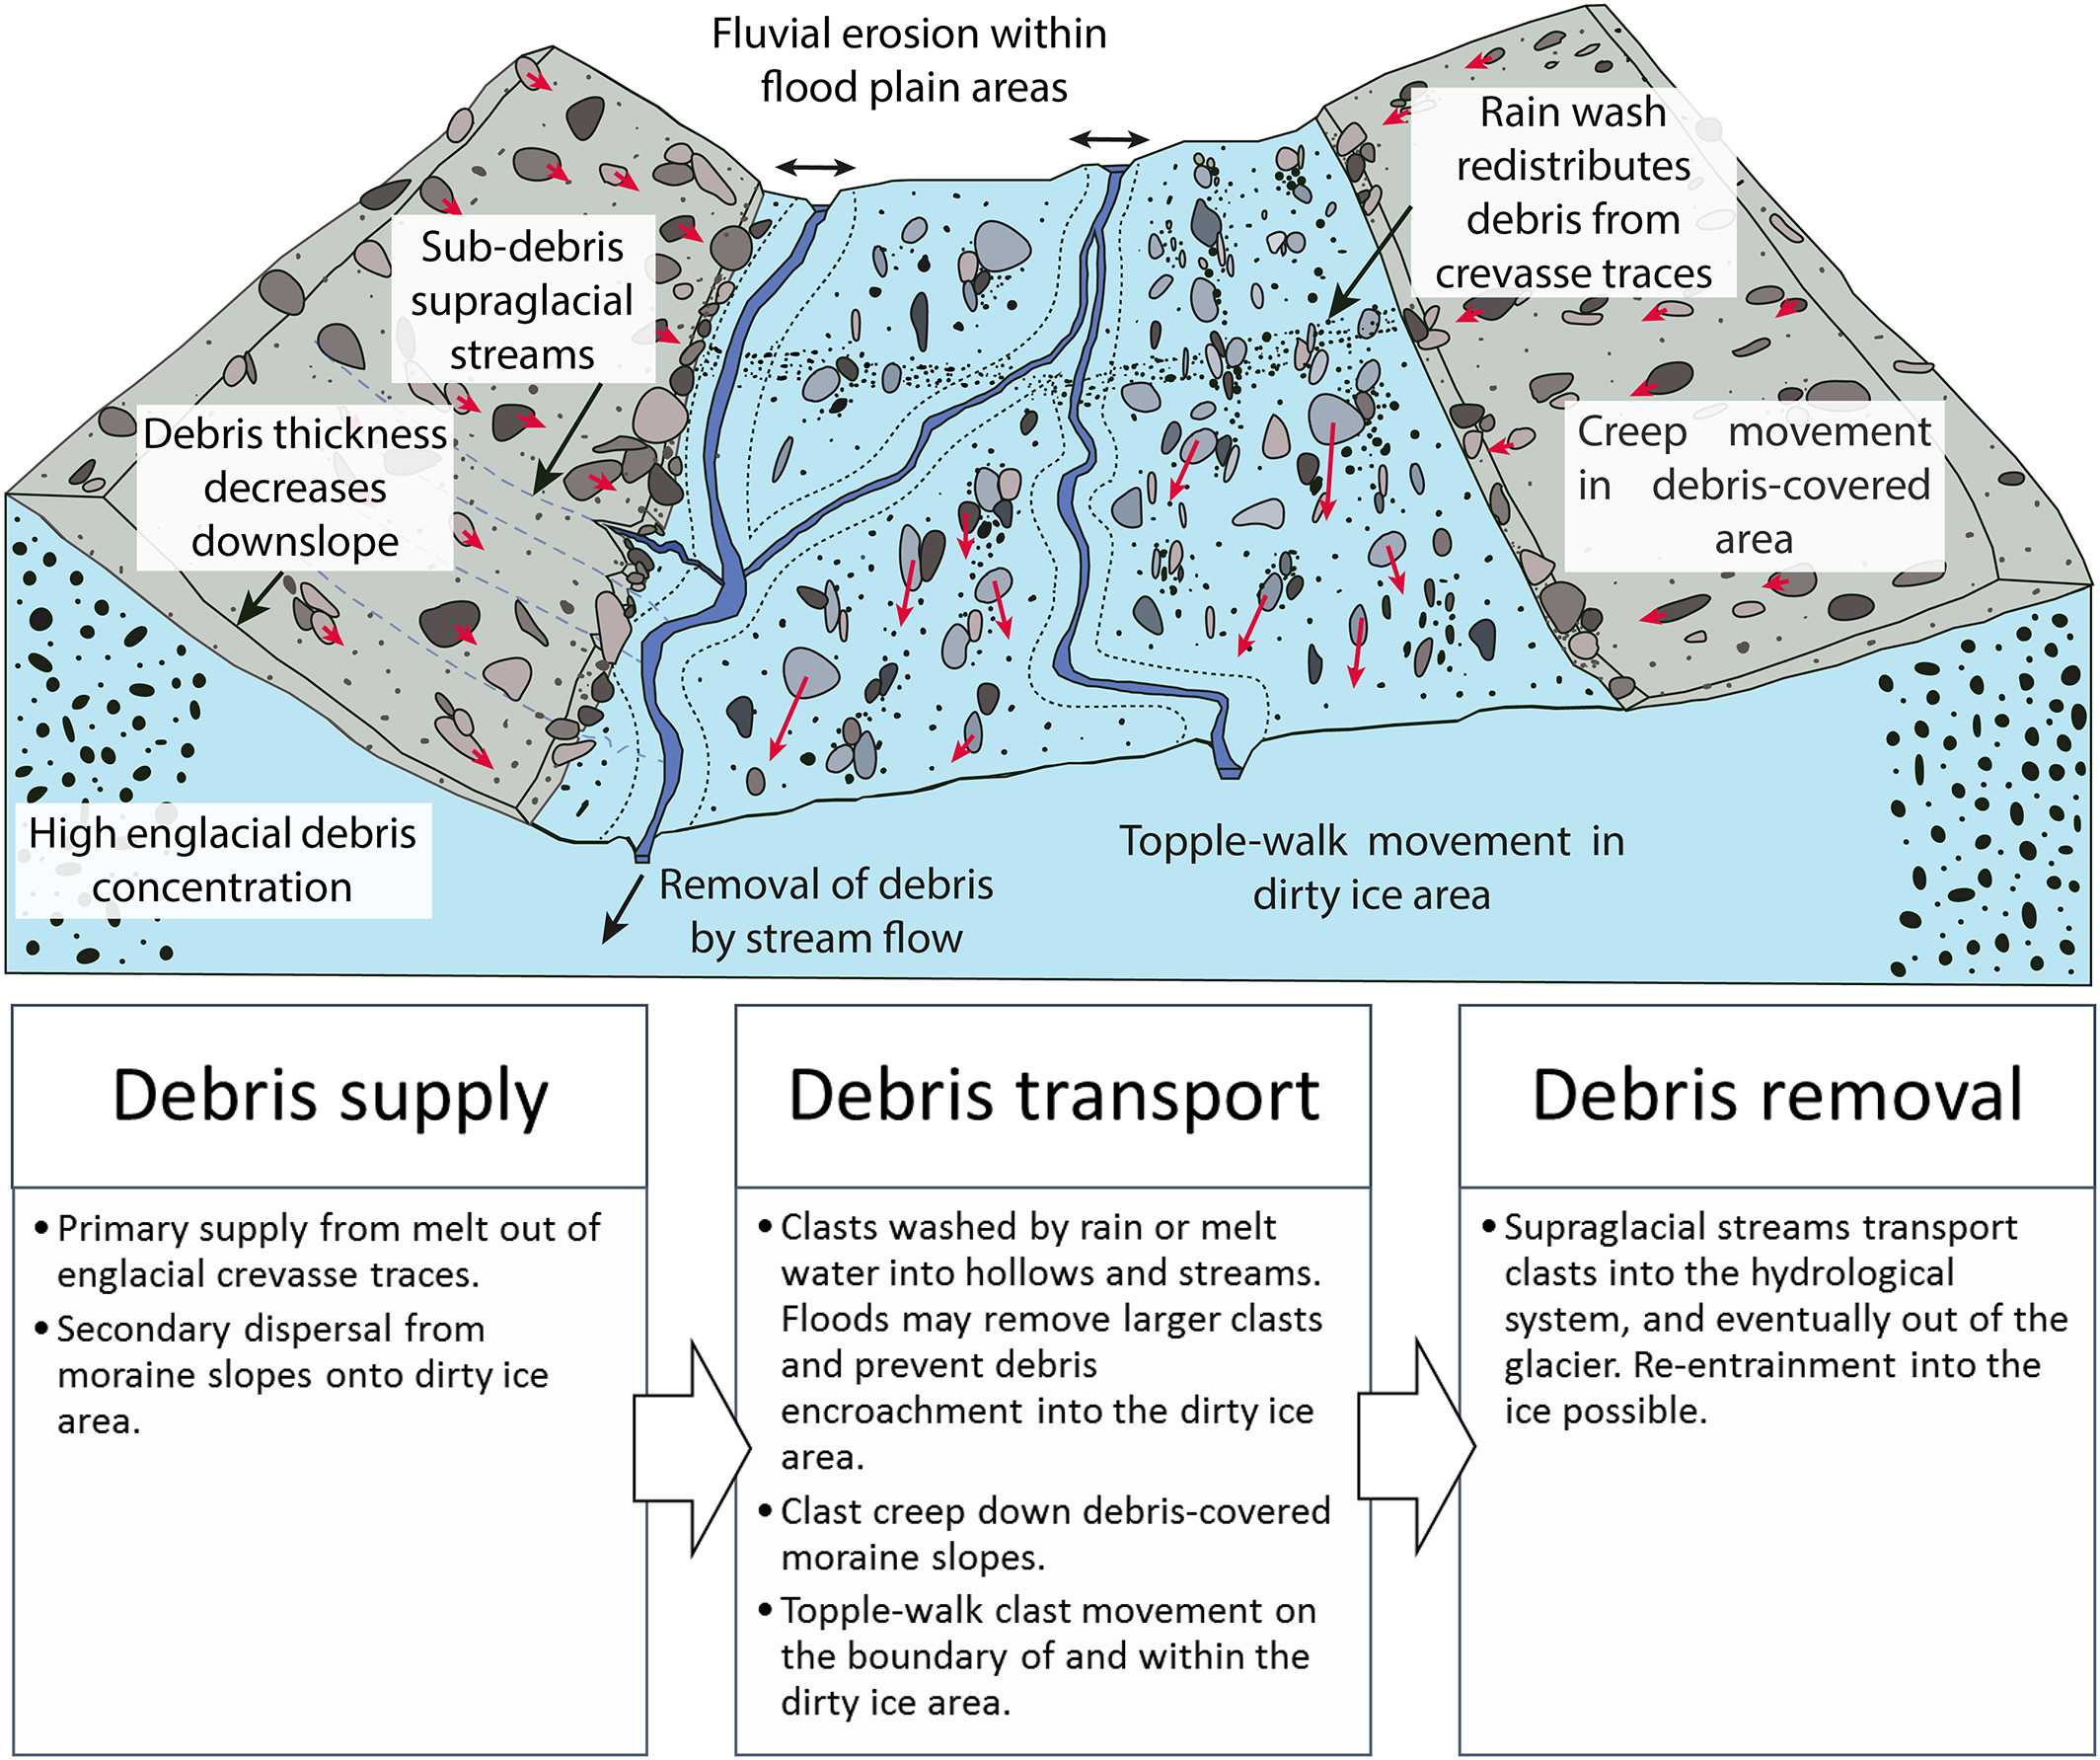 Fluvial erosion within
flood plain areas
Rain wash
redistributes
debris from
crevasse traces
Sub-debris
supraglacial
streams
Debris thickness
decreases
downslope
Creep movement
in debris-covered
area
High englacial debris
concentration
Removal of debris
by stream flow
Topple-walk movement in
dirty ice area
Debris supply
• Primary supply from melt out of
englacial crevasse traces.
• Secondary dispersal from
moraine slopes onto dirty ice
area.
Debris transport
• Clasts washed by rain or melt
water into hollows and streams.
Floods may remove larger clasts
and prevent debris
encroachment into the dirty ice
area.
• Clast creep down debris-covered
moraine slopes.
• Topple-walk clast movement on
the boundary of and within the
dirty ice area.
Debris removal
• Supraglacial streams transport
clasts into the hydrological
system, and eventually out of the
glacier. Re-entrainment into the
ice possible.